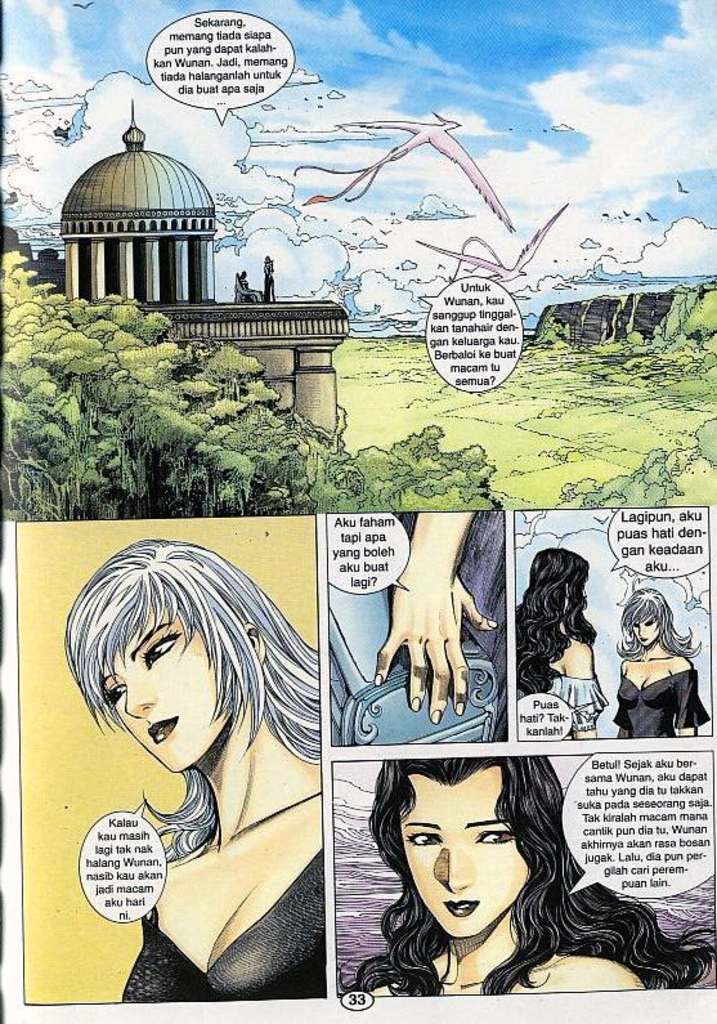 Sekarang,
memang tiada siapa
pun yang dapat kalah-
kan Wunan. Jadi, memang
tiada halanganlah untuk
dia buat apa saja
...
Untuk
Wunan, kau
sanggup tinggal-
kan tanahair den-
gan keluarga kau.
Berbaloi ke buat
macam tu
semua?
Kalau
kau masih
lagi tak nak
halang Wunan,
nasib kau akan
jadi macam
aku hari
ni.
Aku faham
tapi apa
yang boleh
aku buat
lagi?
Lagipun, aku
puas hati den-
gan keadaan
aku...
Puas
hati? Tak-
kanlah!
Betul! Sejak aku ber-
sama Wunan, aku dapat
tahu yang dia tu takkan
suka pada seseorang saja.
Tak kiralah macam mana
cantik pun dia tu, Wunan
akhirnya akan rasa bosan
jugak. Lalu, dia pun per-
gilah cari perem-
puan lain.
33